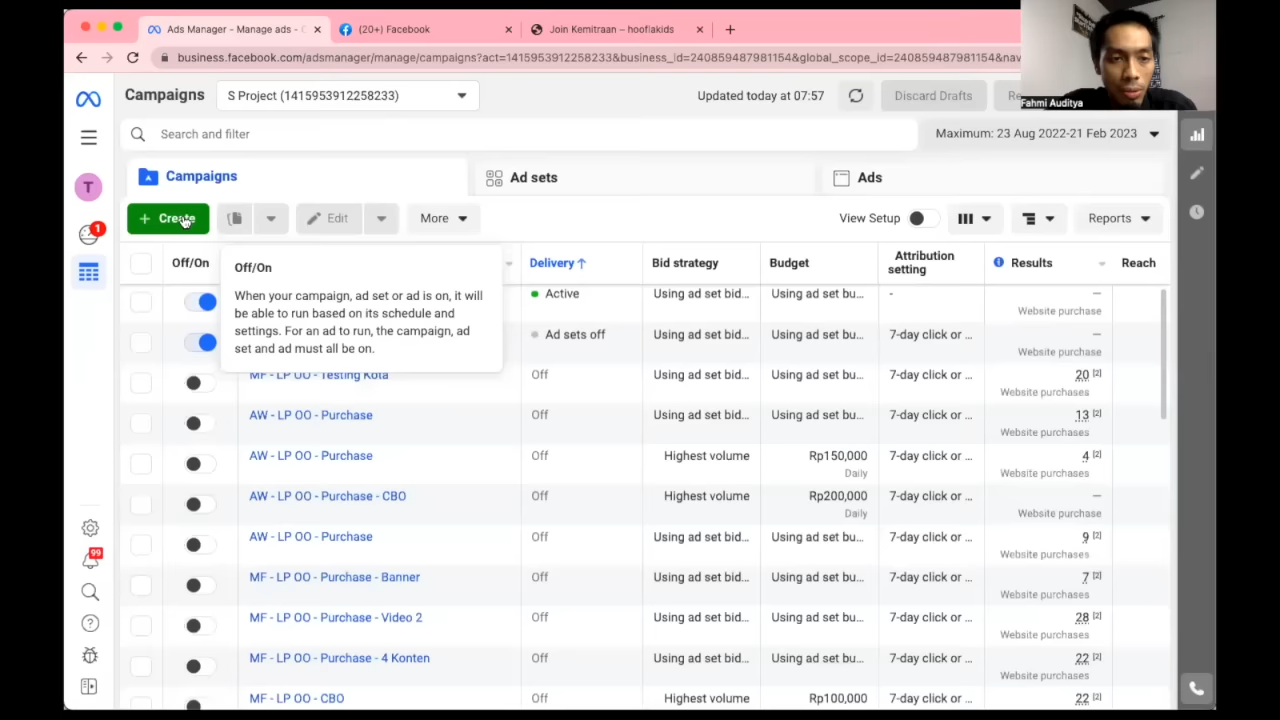 Ads Manager - Manage ads - C
(20+) Facebook
Join Kemitraan – hooflakids
business.facebook.com/adsmanager/manage/campaigns?act=1415953912258233&business_id=240859487981154&global_scope_id=240859487981154&nav
Fahmi Auditya
Campaigns
S Project (1415953912258233)
Updated today at 07:57
Discard Drafts
Search and filter
Maximum: 23 Aug 2022-21 Feb 2023
Campaigns
Ad sets
Ads
T
+ Create
Edit
More
View Setup
Reports
1
Off/On
Delivery ↑
Bid strategy
Budget
Attribution
setting
Results
Reach
Off/On
When your campaign, ad set or ad is on, it will
be able to run based on its schedule and
settings. For an ad to run, the campaign, ad
set and ad must all be on.
Active
Using ad set bid...
Using ad set bu...
-
—
Website purchase
Ad sets off
Using ad set bid...
Using ad set bu...
7-day click or ...
—
Website purchase
MF - LP OO - Testing Kota
Off
Using ad set bid...
Using ad set bu...
7-day click or ...
20 [2]
Website purchases
AW - LP OO - Purchase
Off
Using ad set bid...
Using ad set bu...
7-day click or ...
13 [2]
Website purchases
AW - LP OO - Purchase
Off
Highest volume
Rp150,000
Daily
7-day click or ...
4 [2]
Website purchases
AW - LP OO - Purchase - CBO
Off
Highest volume
Rp200,000
Daily
7-day click or ...
—
Website purchase
AW - LP OO - Purchase
Off
Using ad set bid...
Using ad set bu...
7-day click or ...
9 [2]
Website purchases
99
MF - LP OO - Purchase - Banner
Off
Using ad set bid...
Using ad set bu...
7-day click or ...
7 [2]
Website purchases
MF - LP OO - Purchase - Video 2
Off
Using ad set bid...
Using ad set bu...
7-day click or ...
28 [2]
Website purchases
MF - LP OO - Purchase - 4 Konten
Off
Using ad set bid...
Using ad set bu...
7-day click or ...
22 [2]
Website purchases
MF - LP OO - CBO
Off
Highest volume
Rp100,000
7-day click or ...
22 [2]